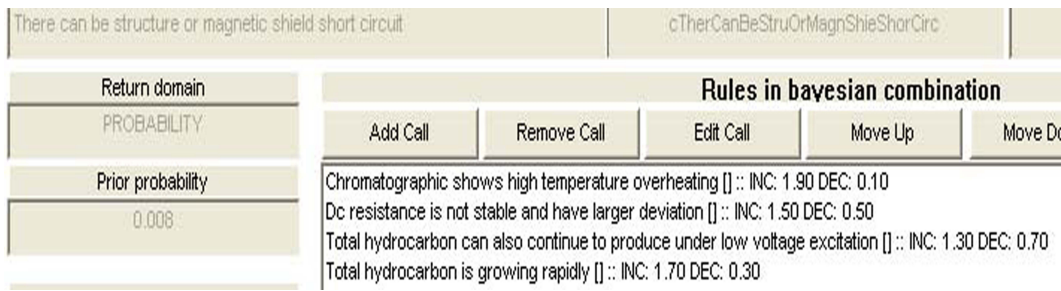 There can be structure or magnetic shield short circuit
cTherCanBeStruOrMagnShieShorCirc
Return domain
PROBABILITY
Prior probability
0.008
Rules in bayesian combination
Add Call
Remove Call
Edit Call
Move Up
Move Do
Chromatographic shows high temperature overheating [] :: INC: 1.90 DEC: 0.10
Dc resistance is not stable and have larger deviation [] :: INC: 1.50 DEC: 0.50
Total hydrocarbon can also continue to produce under low voltage excitation [] :: INC: 1.30 DEC: 0.70
Total hydrocarbon is growing rapidly [] :: INC: 1.70 DEC: 0.30